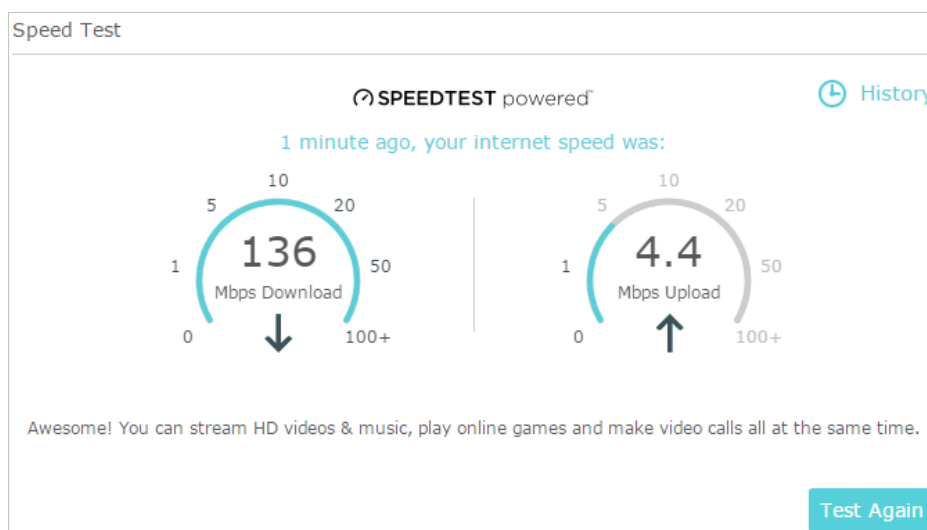 Speed Test
SPEEDTEST powered™
History
1 minute ago, your internet speed was:
10
5
20
136
1
50
Mbps Download
0
100+
10
5
20
4.4
1
50
Mbps Upload
0
100+
Awesome! You can stream HD videos & music, play online games and make video calls all at the same time.
Test Again